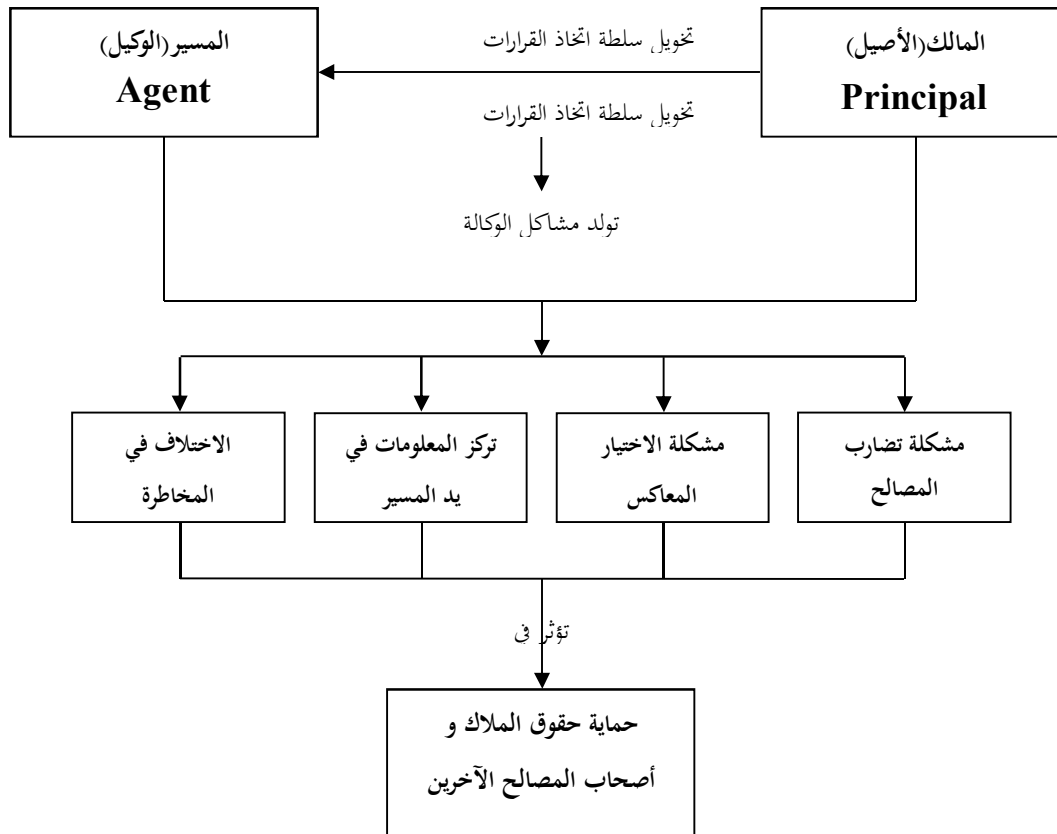 المالك(الأصيل)
Principal
تخويل سلطة اتخاذ القرارات
تخويل سلطة اتخاذ القرارات
المسير(الوكيل)
Agent
تولد مشاكل الوكالة
مشكلة تضارب
المصالح
مشكلة الاختيار
المعاكس
تركز المعلومات في
يد المسير
الاختلاف في
المخاطرة
تؤثر في
حماية حقوق الملاك و
أصحاب المصالح الآخرين